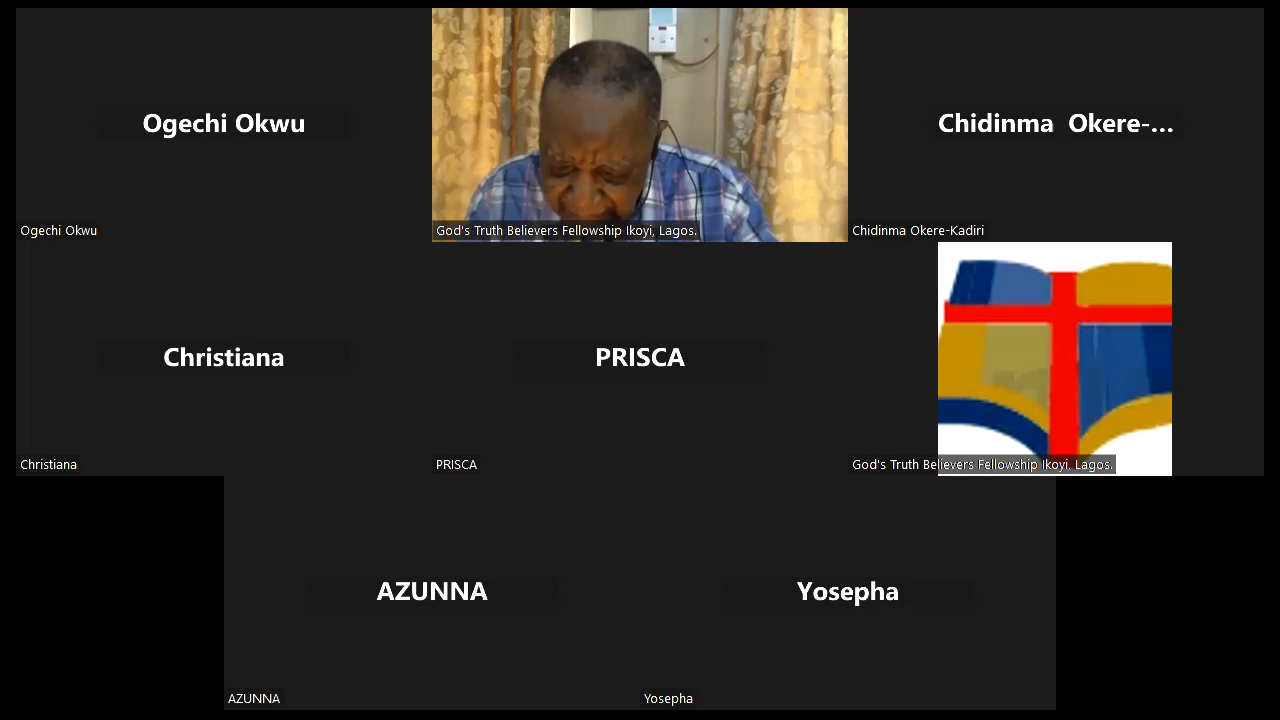 Ogechi Okwu
Ogechi Okwu
God's Truth Believers Fellowship Ikoyi, Lagos.
Chidinma  Okere-...
Chidinma Okere-Kadiri
Christiana
Christiana
PRISCA
PRISCA
God's Truth Believers Fellowship Ikoyi, Lagos.
AZUNNA
AZUNNA
Yosepha
Yosepha